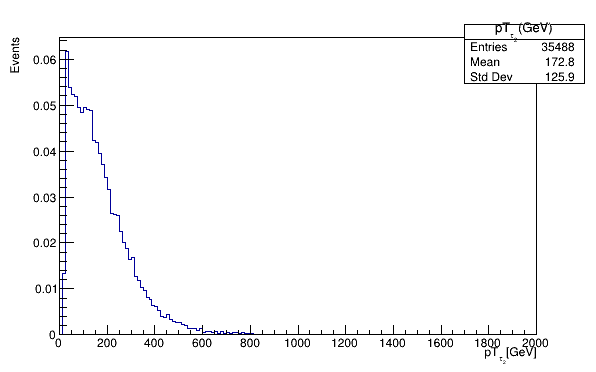 pT_τ₂(GeV)
Entries 35488
Mean 172.8
Std Dev 125.9
Events
0.06
0.05
0.04
0.03
0.02
0.01
0
0 200 400 600 800 1000 1200 1400 1600 1800 2000
pT_τ₂[GeV]